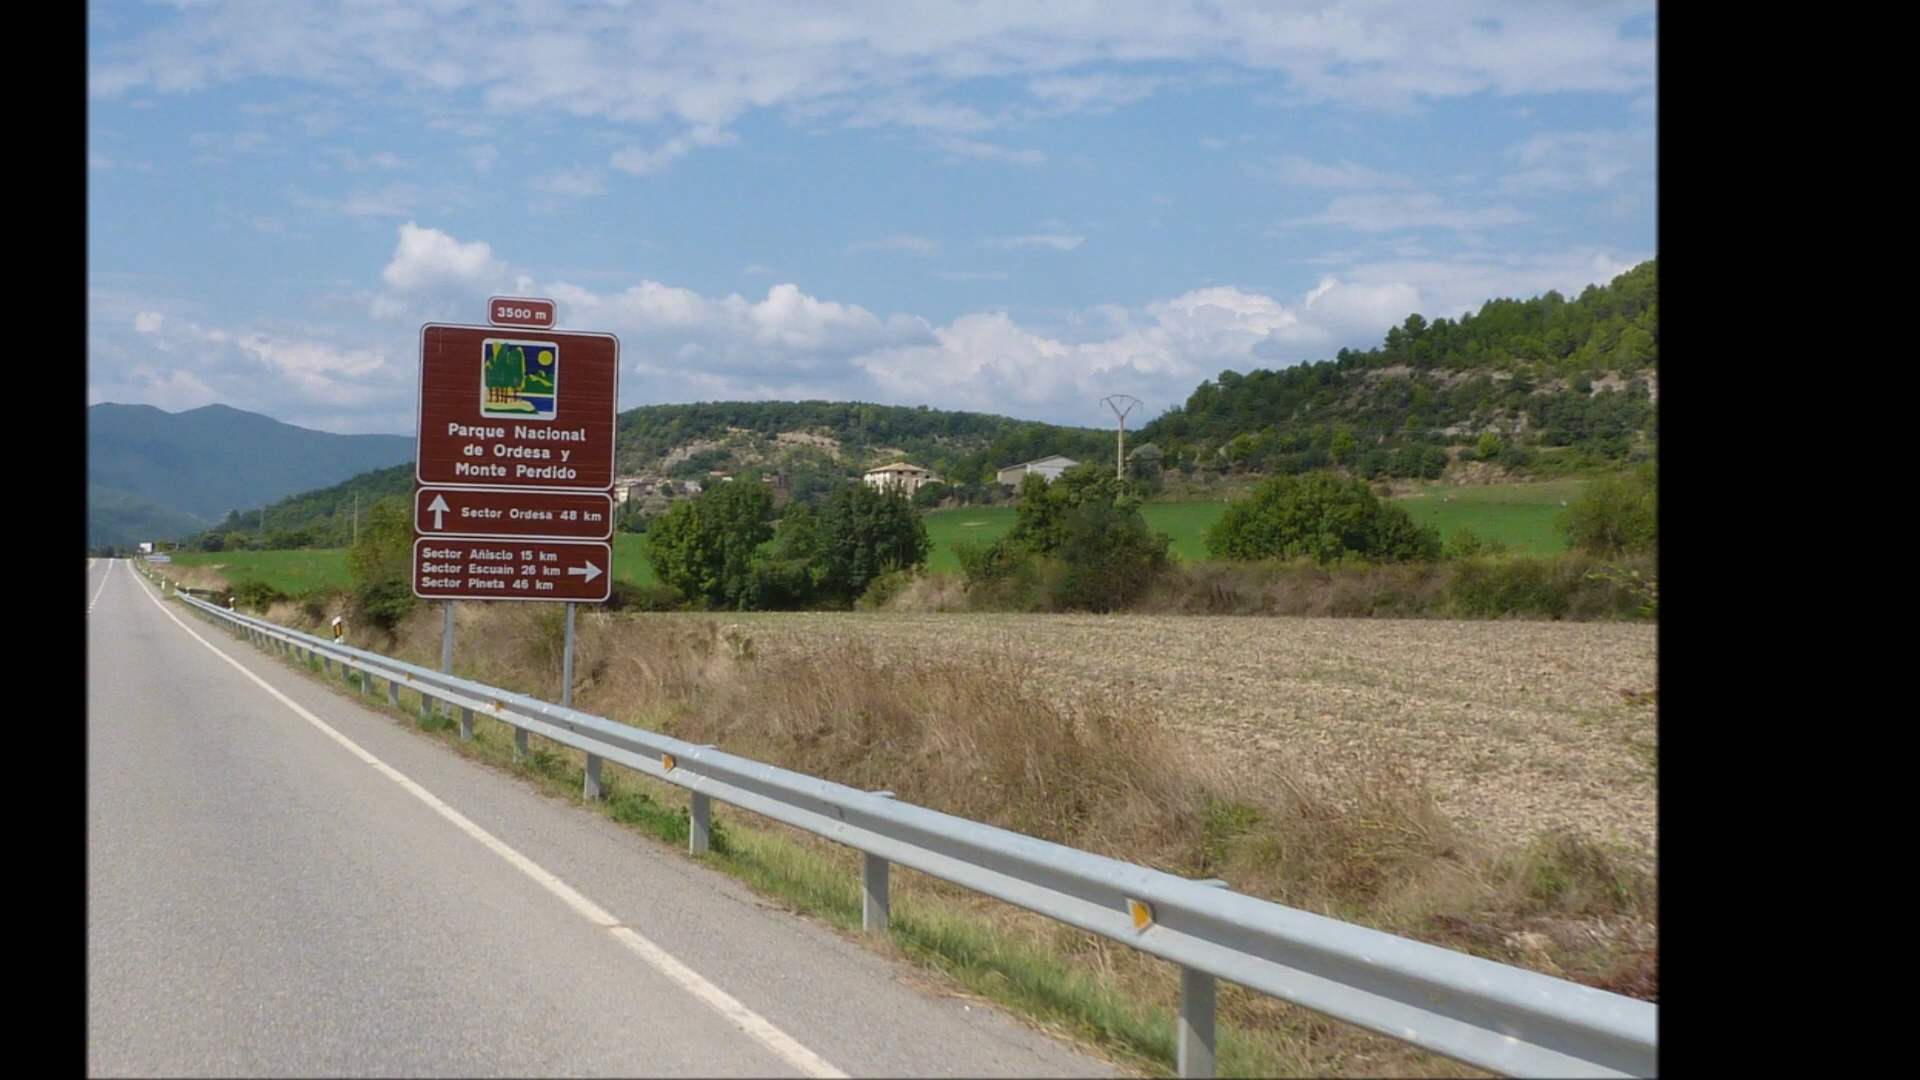 3500 m
Parque Nacional
de Ordesa y
Monte Perdido
Sector Ordesa 48 km
Sector Añisclo 15 km
Sector Escuain 26 km
Sector Pineta 46 km